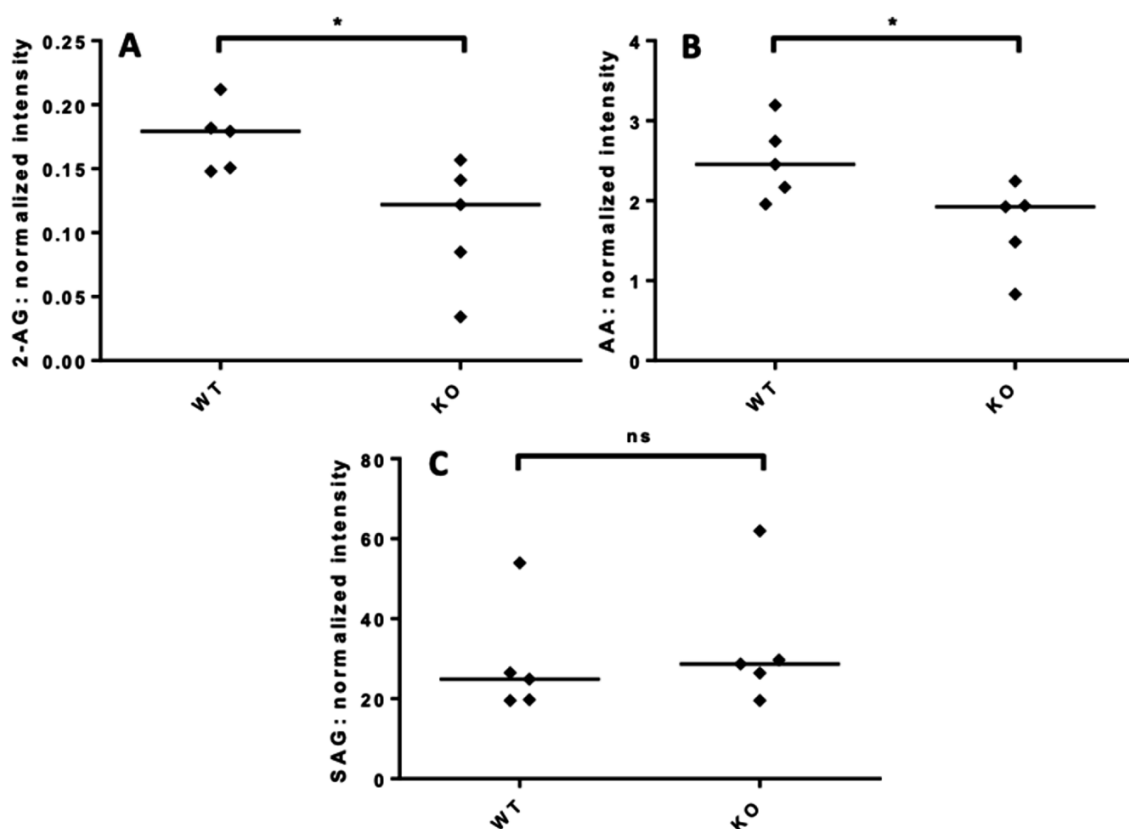 A
*
2-AG: normalized intensity
0.25
0.20
0.15
0.10
0.05
0.00
WT
KO
B
*
AA: normalized intensity
4
3
2
1
0
WT
KO
C
ns
SAG: normalized intensity
80
60
40
20
0
WT
KO